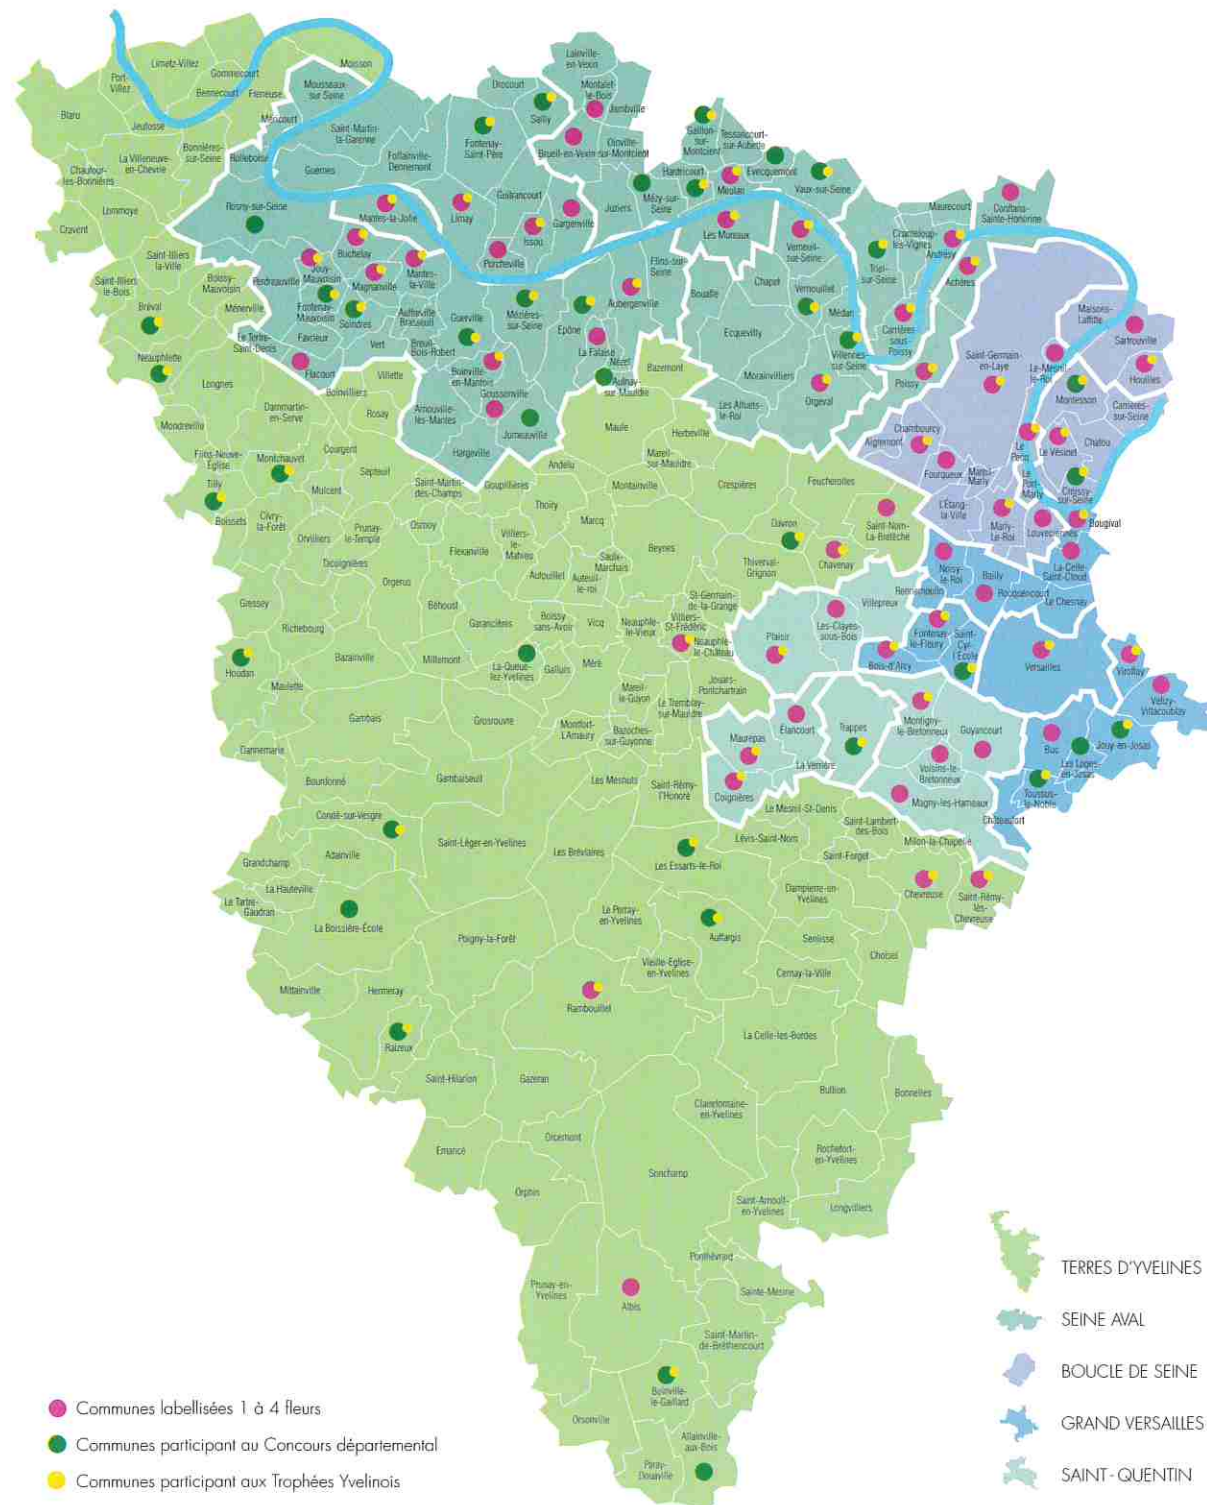 Limetz-Villez
Port-
Villez
Gommecourt
Bennecourt
Freneuse
Moisson
Blaru
Jeufosse
Méricourt
Mousseaux-
sur Seine
La Villeneuve-
en-Chevrie
Bonnières-
sur-Seine
Rolleboise
Saint-Martin-
la-Garenne
Chaufour-
les-Bonnières
Lommoye
Cravent
Guernes
Follainville-
Dennemont
Fontenay-
Saint-Père
Drocourt
Sailly
Lainville-
en-Vexin
Montalet-
le-Bois
Jambville
Brueil-en-Vexin
Oinville-
sur-Montcient
Gaillon-
sur-
Montcient
Tessancourt-
sur-Aubette
Evecquemont
Vaux-sur-Seine
Hardricourt
Meulan
Mézy-sur-
Seine
Juziers
Les Mureaux
Rosny-sur-Seine
Mantes-la-Jolie
Limay
Guitrancourt
Issou
Gargenville
Porcheville
Buchelay
Mantes-
la-Ville
Magnanville
Jouy-
Mauvoisin
Perdreauville
Fontenay-
Mauvoisin
Soindres
Auffreville
Brasseuil
Guerville
Mézières-
sur-Seine
Epône
Aubergenville
Flins-sur-
Seine
La Falaise
Nézel
Aulnay-
sur Mauldre
Vert
Breuil-
Bois-Robert
Boinville-
en-Mantois
Goussonville
Jumeauville
Arnouville-
les-Mantes
Hargeville
Favrieux
Flacourt
Le Tertre-
Saint-Denis
Ménerville
Boissy-
Mauvoisin
Saint-Illiers
la-Ville
Saint-Illiers
le-Bois
Bréval
Neauphlette
Longnes
Mondreville
Dammartin-
en-Serve
Boinvilliers
Villette
Rosay
Verneuil-
sur-Seine
Vernouillet
Chapet
Bouafle
Ecquevilly
Médan
Villennes-
sur-Seine
Morainvilliers
Orgeval
Les Alluets-
le-Roi
Bazemont
Triel-
sur-Seine
Chanteloup-
les-Vignes
Maurecourt
Andrésy
Conflans-
Sainte-Honorine
Achères
Carrières
sous-
Poissy
Poissy
Maisons-
Laffitte
Sartrouville
Le-Mesnil-
le-Roi
Houilles
Montesson
Carrières-
sur-Seine
Saint-Germain-
en-Laye
Chambourcy
Aigremont
Fourqueux
Mareil-
Marly
Le
Pecq
Le Vésinet
Chatou
Croissy-
sur-Seine
Le
Port-
Marly
L'Étang-
la-Ville
Marly-
Le-Roi
Louveciennes
Bougival
Flins-Neuve-
Eglise
Tilly
Montchauvet
Courgent
Septeuil
Mulcent
Boissets
Civry-
la-Forêt
Orvilliers
Prunay-
le-Temple
Tacoignières
Osmoy
Saint-Martin-
des-Champs
Goupillières
Andelu
Maule
Mareil-
sur-Mauldre
Herbeville
Montainville
Crespières
Feucherolles
Thoiry
Marcq
Villiers-
le-
Mahieu
Flexanville
Autouillet
Saulx-
Marchais
Auteuil-
le-roi
Beynes
Davron
Thiverval-
Grignon
Chavenay
Saint-Nom-
La-Bretèche
Noisy-
le-Roi
Bailly
Rennemoulin
Rocquencourt
La-Celle-
Saint-Cloud
Le Chesnay
Villepreux
Les-Clayes-
sous-Bois
Plaisir
Fontenay-
le-Fleury
Saint-
Cyr-
l'École
Bois-d'Arcy
Versailles
Viroflay
Vélizy-
Villacoublay
Gressey
Richebourg
Orgerus
Béhoust
Garancières
Boissy
sans-Avoir
Vicq
Neauphle-
le-Vieux
St-Germain-
de-la-Grange
Villiers-
St-Frédéric
Neauphle-
le-Château
Houdan
Maulette
Bazainville
Millemont
La-Queue-
lez-Yvelines
Galluis
Méré
Mareil-
le-Guyon
Jouars-
Pontchartrain
Le Tremblay-
sur-Mauldre
Gambais
Grosrouvre
Montfort-
L'Amaury
Bazoches-
sur-Guyonne
Dannemarie
Bourdonné
Gambaiseuil
Les Mesnuls
Saint-Rémy-
l'Honoré
Maurepas
Élancourt
Coignières
La Verrière
Trappes
Montigny-
le-Bretonneux
Guyancourt
Voisins-le-
Bretonneux
Magny-les-Hameaux
Buc
Les Loges-
en-Josas
Jouy-en-Josas
Toussus-
le-Noble
Châteaufort
Condé-sur-Vesgre
Adainville
Grandchamp
La Hauteville
Le Tartre-
Gaudran
La Boissière-École
Saint-Léger-en-Yvelines
Les Bréviaires
Les Essarts-le-Roi
Le Mesnil-St-Denis
Lévis-Saint-Nom
Saint-Lambert-
des-Bois
Milon-la-Chapelle
Saint-Forget
Dampierre-en-
Yvelines
Chevreuse
Saint-Rémy-
lès-
Chevreuse
Le Perray-
en-Yvelines
Auffargis
Senlisse
Choisel
Poigny-la-Forêt
Vieille-Eglise-
en-Yvelines
Cernay-la-Ville
Mittainville
Hermeray
Raizeux
Rambouillet
La Celle-les-Bordes
Saint-Hilarion
Gazeran
Bullion
Bonnelles
Clairefontaine-
en-Yvelines
Emancé
Orcemont
Rochefort-
en-Yvelines
Orphin
Sonchamp
Saint-Arnoult-
en-Yvelines
Longvilliers
Ponthévrard
Prunay-en-
Yvelines
Ablis
Sainte-Mesme
Saint-Martin-
de-Bréthencourt
Boinville-
le-Gaillard
Orsonville
Allainville-
aux-Bois
Paray-
Douaville
TERRES D'YVELINES
SEINE AVAL
BOUCLE DE SEINE
GRAND VERSAILLES
SAINT-QUENTIN
Communes labellisées 1 à 4 fleurs
Communes participant au Concours départemental
Communes participant aux Trophées Yvelinois